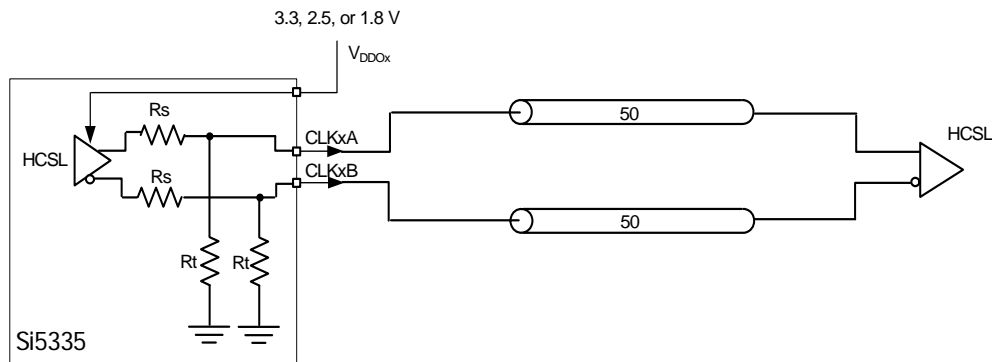 3.3, 2.5, or 1.8 V
VDDOx
Rs
CLKxA
50
HCSL
HCSL
Rs
CLKxB
50
Rt
Rt
Si5335